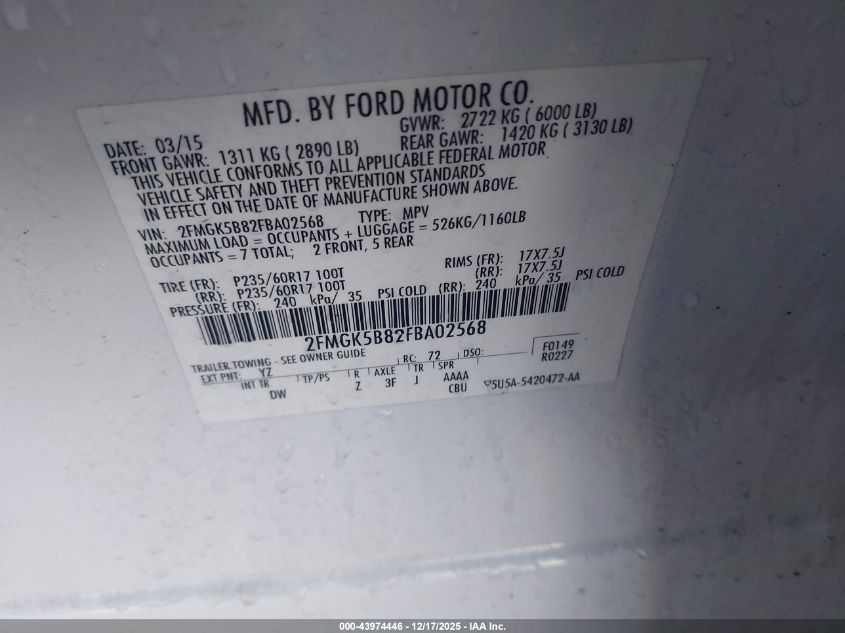 MFD. BY FORD MOTOR CO.
DATE: 03/15 GVWR: 2722 KG ( 6000 LB)
FRONT GAWR: 1311 KG ( 2890 LB) REAR GAWR: 1420 KG ( 3130 LB)
THIS VEHICLE CONFORMS TO ALL APPLICABLE FEDERAL MOTOR
VEHICLE SAFETY AND THEFT PREVENTION STANDARDS
IN EFFECT ON THE DATE OF MANUFACTURE SHOWN ABOVE.
VIN: 2FMGK5B82FBA02568 TYPE: MPV
MAXIMUM LOAD = OCCUPANTS + LUGGAGE = 526KG/1160LB
OCCUPANTS = 7 TOTAL; 2 FRONT, 5 REAR
TIRE (FR): P235/60R17 100T RIMS (FR): 17X7.5J
(RR): P235/60R17 100T (RR): 17X7.5J
PRESSURE (FR): 240 kPa/ 35 PSI COLD (RR): 240 kPa/ 35 PSI COLD
2FMGK5B82FBA02568
TRAILER TOWING - SEE OWNER GUIDE F0149
EXT PNT: YZ RC: 72 DSO: R0227
INT TR TP/PS R AXLE TR SPR
DW Z 3F J AAAA
CBU ▽5U5A-5420472-AA
000-43974446 - 12/17/2025 - IAA Inc.